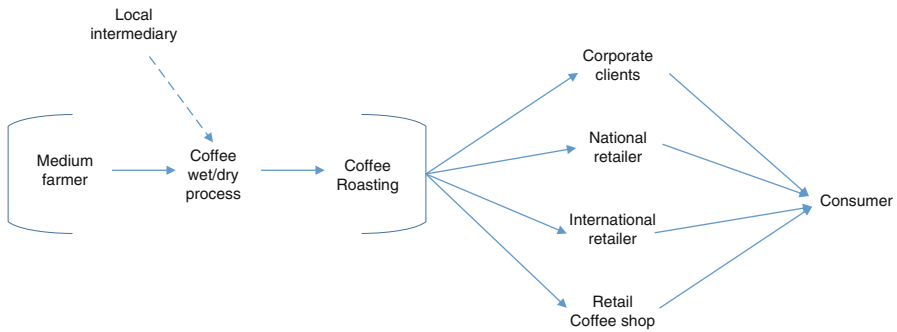 Local
intermediary
Medium
farmer
Coffee
wet/dry
process
Coffee
Roasting
Corporate
clients
National
retailer
International
retailer
Retail
Coffee shop
Consumer